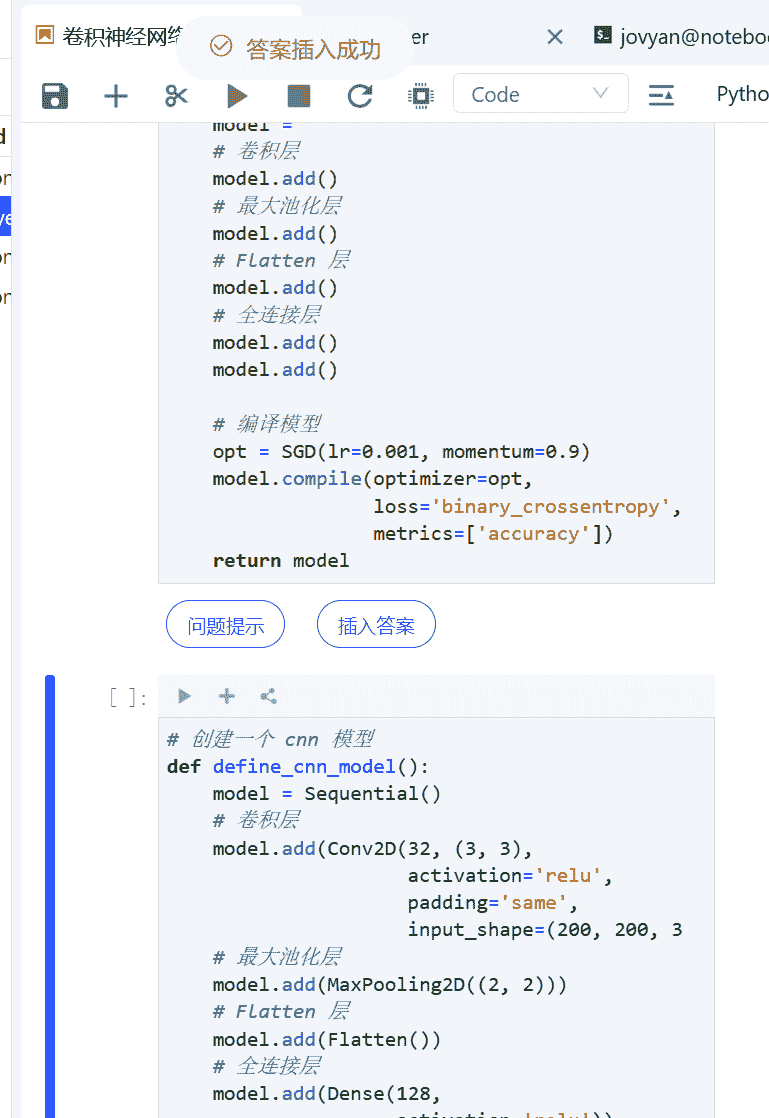 卷积神经网络
答案插入成功
er
jovyan@noteboo
Code
Pytho
model =
# 卷积层
model.add()
# 最大池化层
model.add()
# Flatten 层
model.add()
# 全连接层
model.add()
model.add()
# 编译模型
opt = SGD(lr=0.001, momentum=0.9)
model.compile(optimizer=opt,
loss='binary_crossentropy',
metrics=['accuracy'])
return model
问题提示
插入答案
[ ]:
# 创建一个 cnn 模型
def define_cnn_model():
model = Sequential()
# 卷积层
model.add(Conv2D(32, (3, 3),
activation='relu',
padding='same',
input_shape=(200, 200, 3
# 最大池化层
model.add(MaxPooling2D((2, 2)))
# Flatten 层
model.add(Flatten())
# 全连接层
model.add(Dense(128,
activation='relu'))